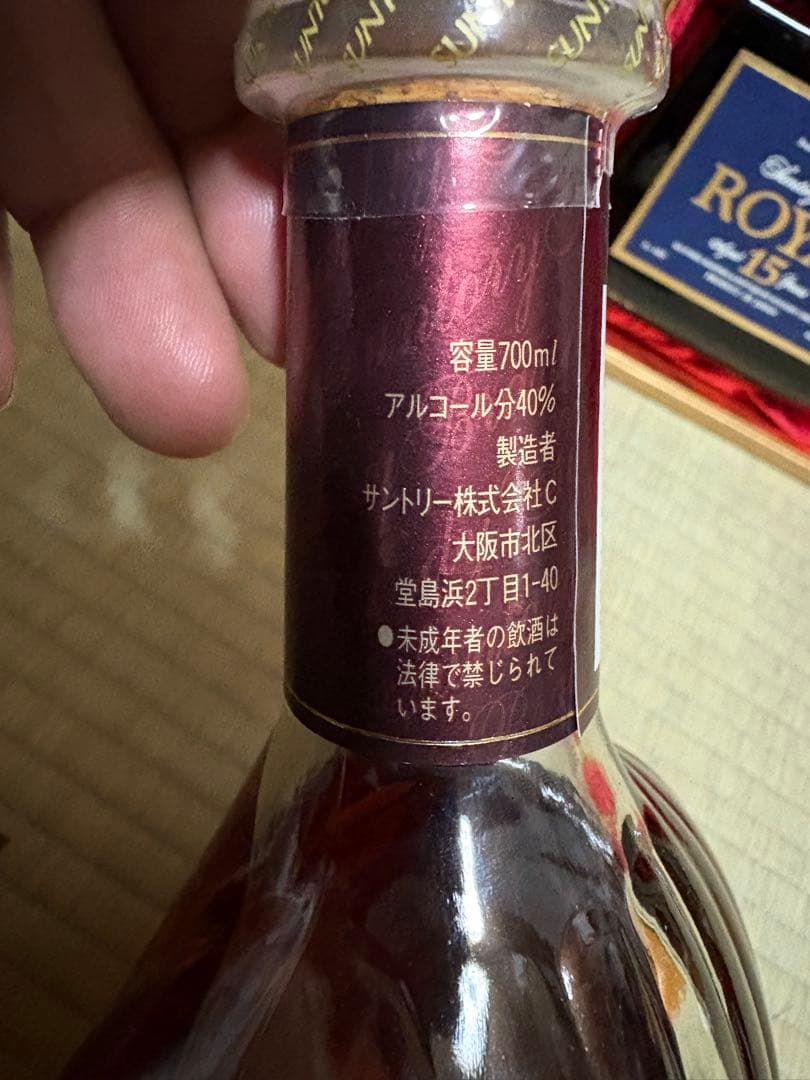 SUNTORY
容量700ml
アルコール分40%
製造者
サントリー株式会社C
大阪市北区
堂島浜2丁目1-40
●未成年者の飲酒は
法律で禁じられて
います。
ROY
Aged 15